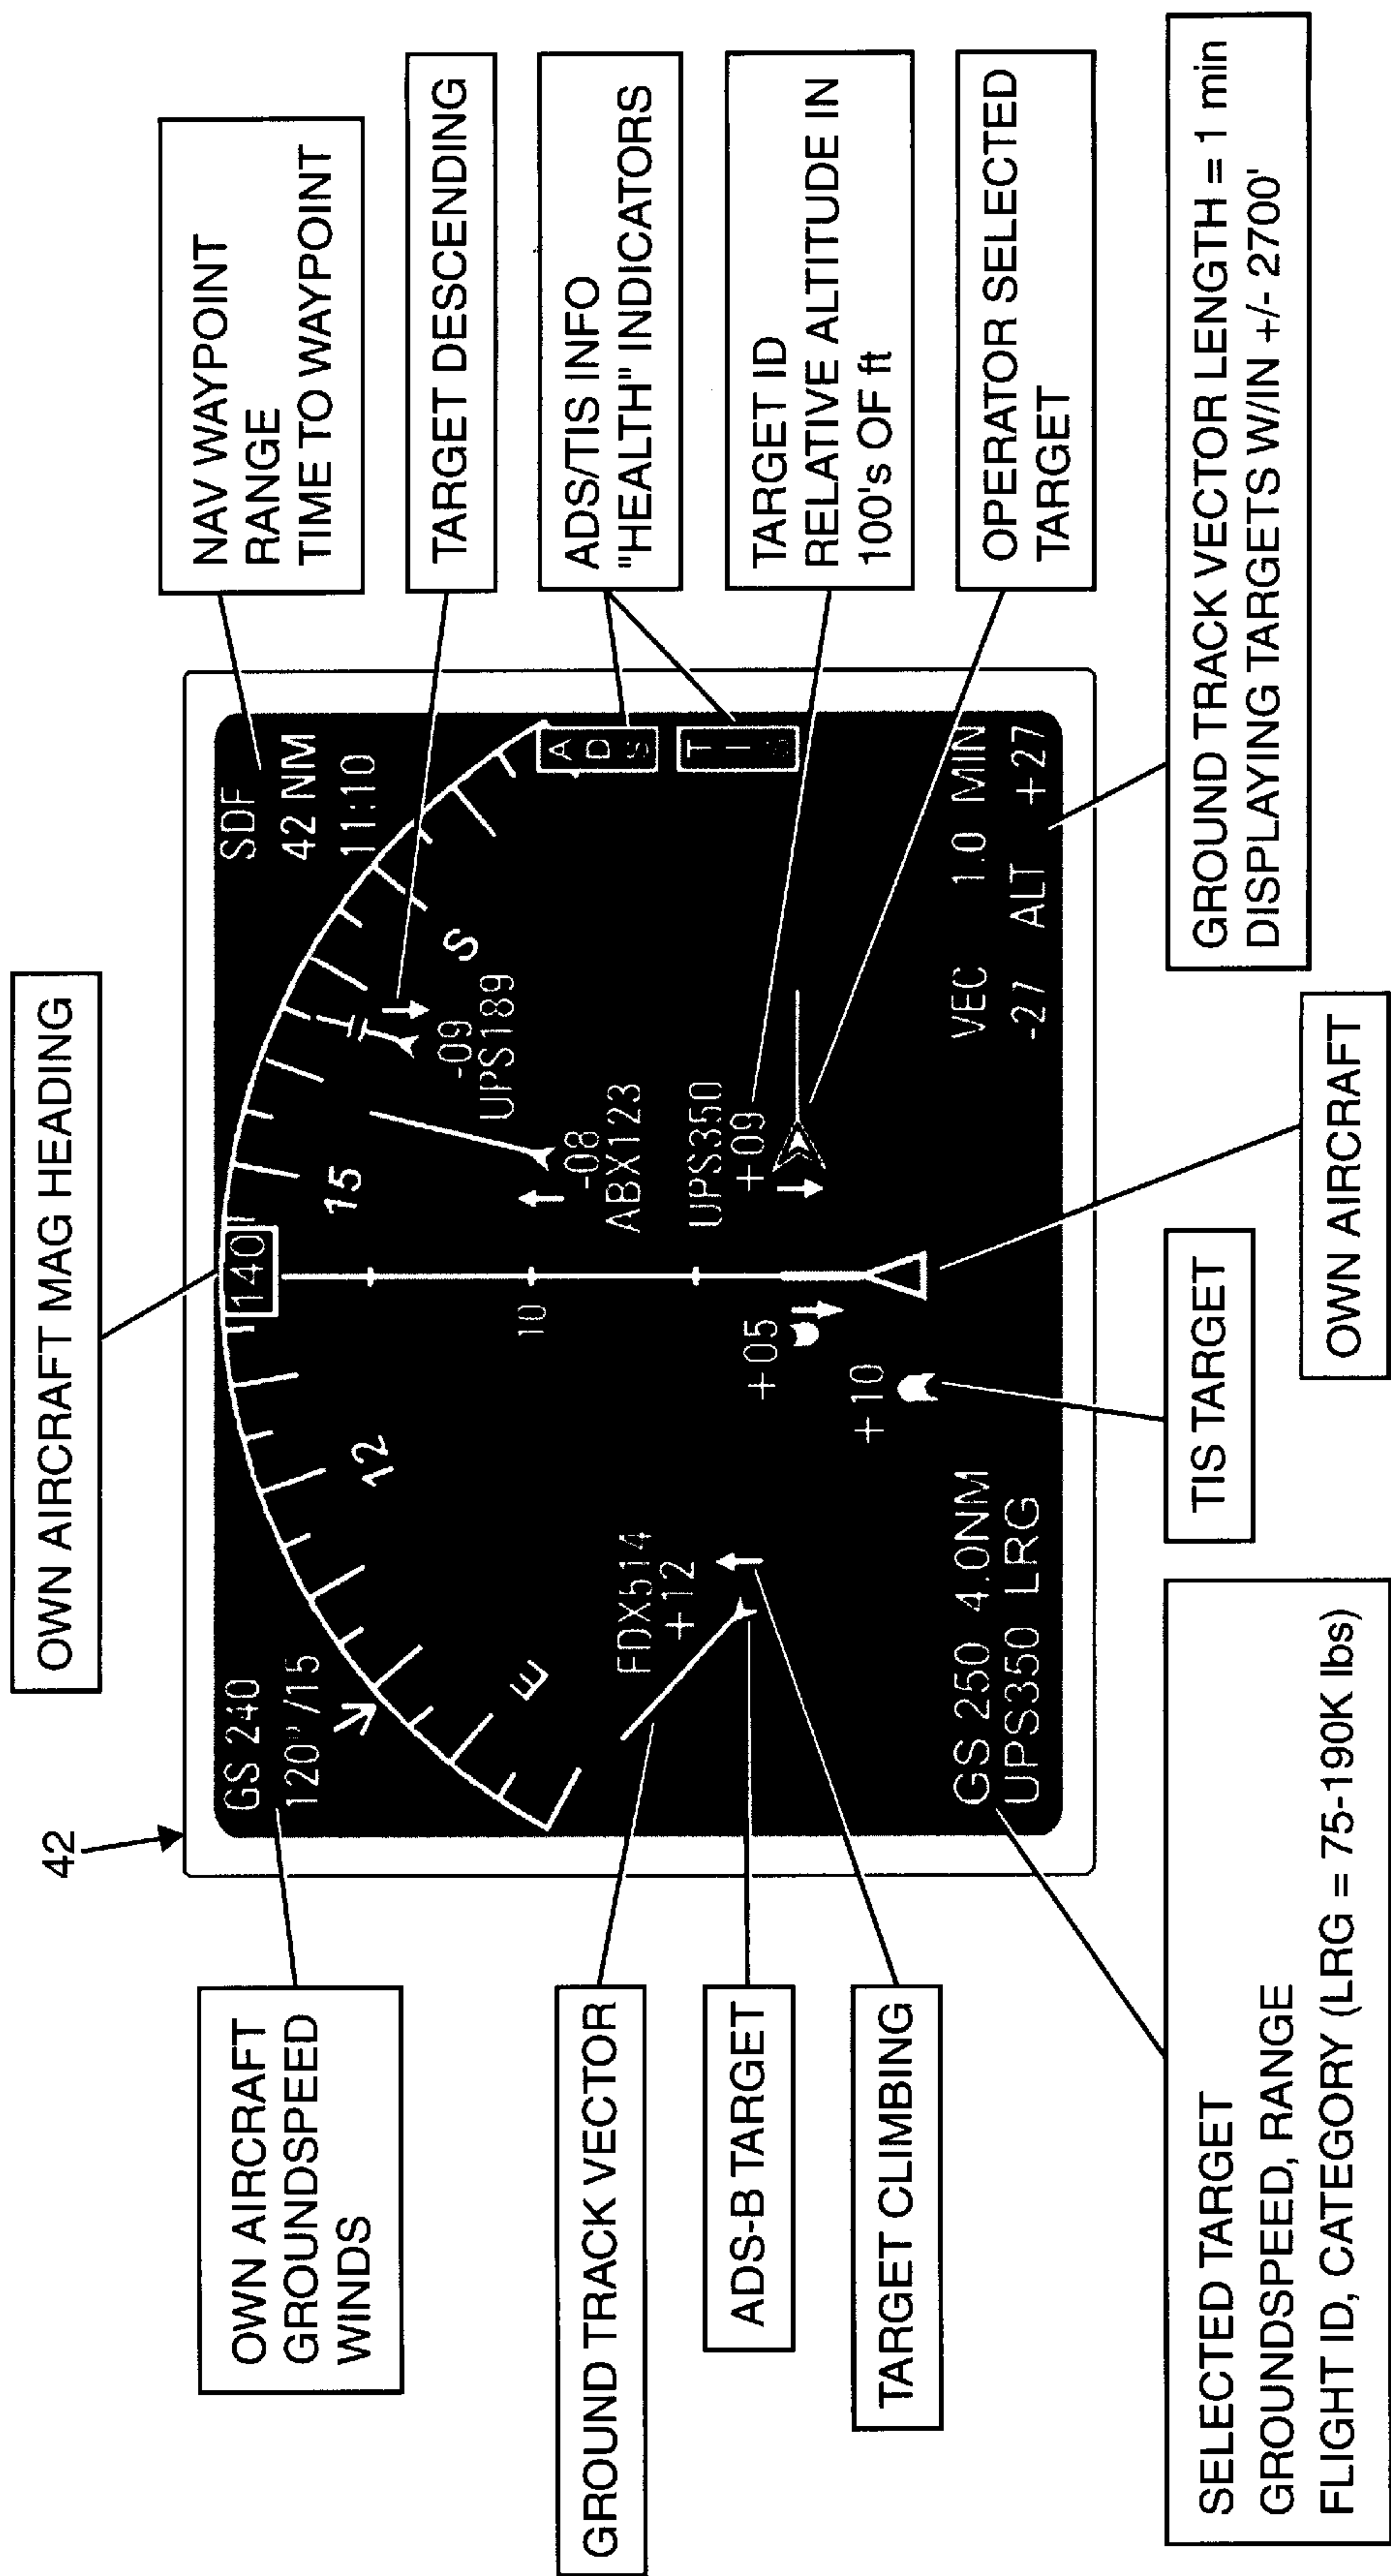 42
OWN AIRCRAFT MAG HEADING
OWN AIRCRAFT
GROUNDSPEED
WINDS
GROUND TRACK VECTOR
ADS-B TARGET
TARGET CLIMBING
SELECTED TARGET
GROUNDSPEED, RANGE
FLIGHT ID, CATEGORY (LRG = 75-190K lbs)
GS 240
120°/15
140
SDF
42 NM
11:10
E
12
15
S
10
FDX514
+12
-09
UPS189
-08
ABX123
UPS350
+09
+05
+10
ADS
TIS
GS 250 4.0NM
UPS350 LRG
VEC 1.0 MIN
-27 ALT +27
NAV WAYPOINT
RANGE
TIME TO WAYPOINT
TARGET DESCENDING
ADS/TIS INFO
"HEALTH" INDICATORS
TARGET ID
RELATIVE ALTITUDE IN
100's OF ft
OPERATOR SELECTED
TARGET
TIS TARGET
OWN AIRCRAFT
GROUND TRACK VECTOR LENGTH = 1 min
DISPLAYING TARGETS W/IN +/- 2700'